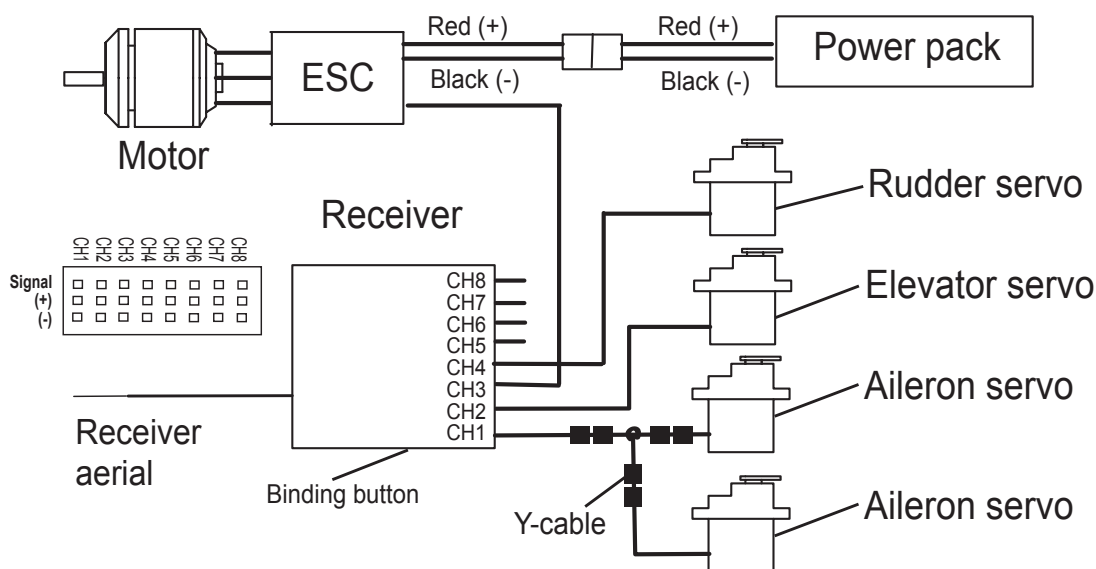 Red (+)
Red (+)
Power pack
ESC
Black (-)
Black (-)
Motor
Rudder servo
Receiver
CH1
CH2
CH3
CH4
CH5
CH6
CH7
CH8
Signal
(+)
(-)
CH8
CH7
CH6
CH5
CH4
CH3
CH2
CH1
Elevator servo
Aileron servo
Receiver
aerial
Binding button
Y-cable
Aileron servo